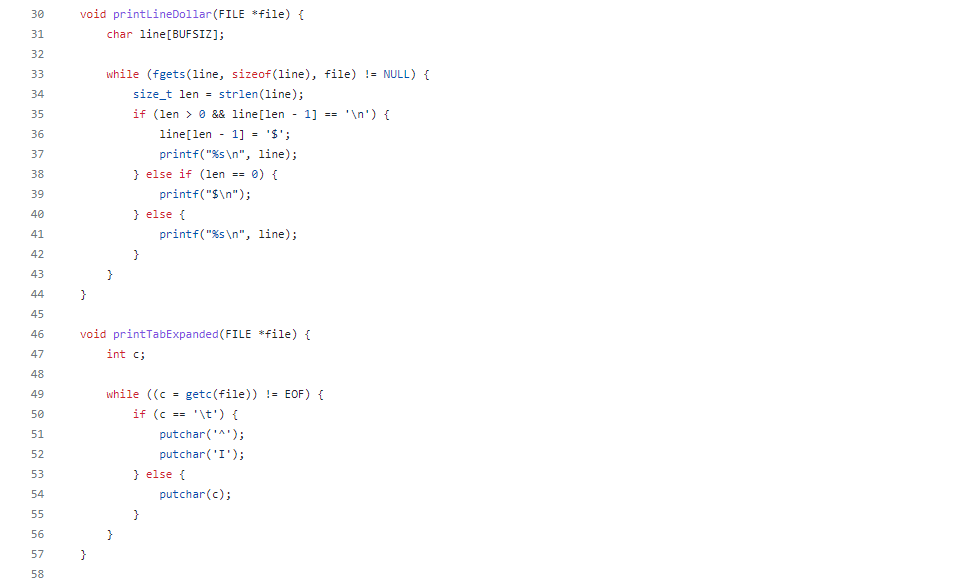 30 void printLineDollar(FILE *file) {
31 char line[BUFSIZ];
32
33 while (fgets(line, sizeof(line), file) != NULL) {
34 size_t len = strlen(line);
35 if (len > 0 && line[len - 1] == '\n') {
36 line[len - 1] = '$';
37 printf("%s\n", line);
38 } else if (len == 0) {
39 printf("$\n");
40 } else {
41 printf("%s\n", line);
42 }
43 }
44 }
45
46 void printTabExpanded(FILE *file) {
47 int c;
48
49 while ((c = getc(file)) != EOF) {
50 if (c == '\t') {
51 putchar('^');
52 putchar('I');
53 } else {
54 putchar(c);
55 }
56 }
57 }
58